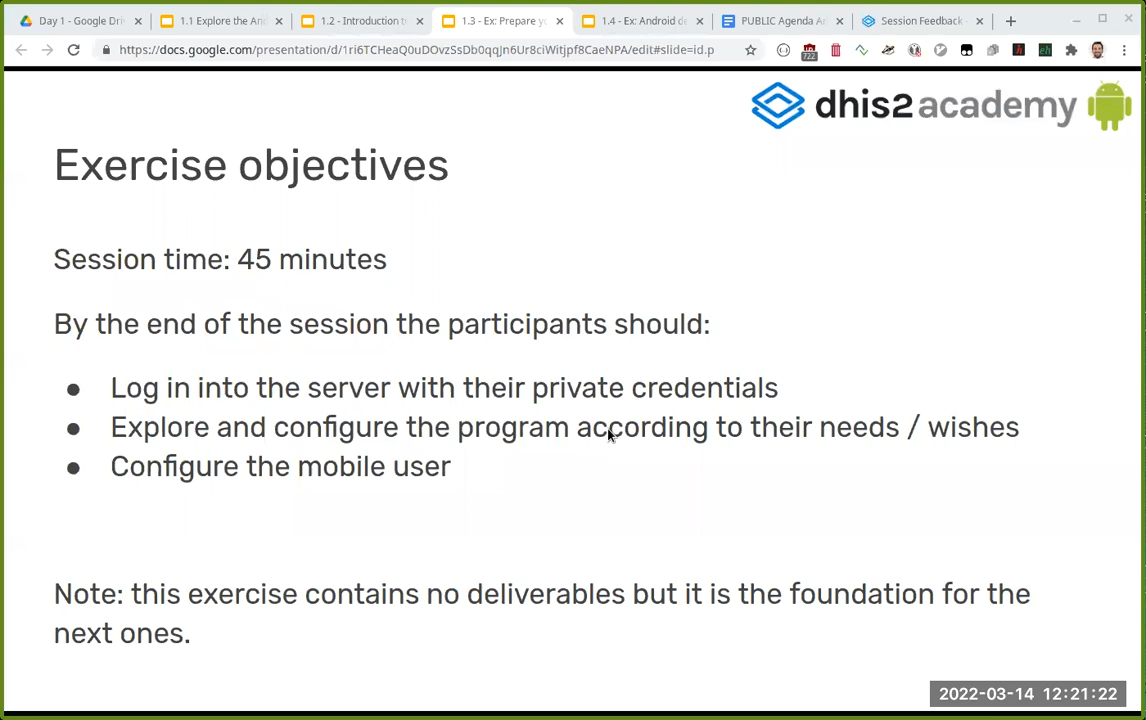 Day 1 - Google Dri
1.1 Explore the An
1.2 - Introduction t
1.3 - Ex: Prepare y
1.4 - Ex: Android de
PUBLIC Agenda A
Session Feedback
https://docs.google.com/presentation/d/1ri6TCHeaQ0uDOvzSsDb0qqJn6Ur8ciWitjpf8CaeNPA/edit#slide=id.p
722
dhis2 academy
Exercise objectives
Session time: 45 minutes
By the end of the session the participants should:
● Log in into the server with their private credentials
● Explore and configure the program according to their needs / wishes
● Configure the mobile user
Note: this exercise contains no deliverables but it is the foundation for the
next ones.
2022-03-14 12:21:22